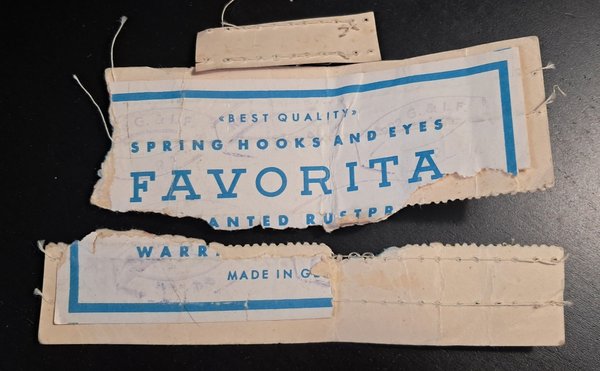 «BEST QUALITY»
SPRING HOOKS AND EYES
FAVORITA
ANTED RUSTPR
WARR
MADE IN G